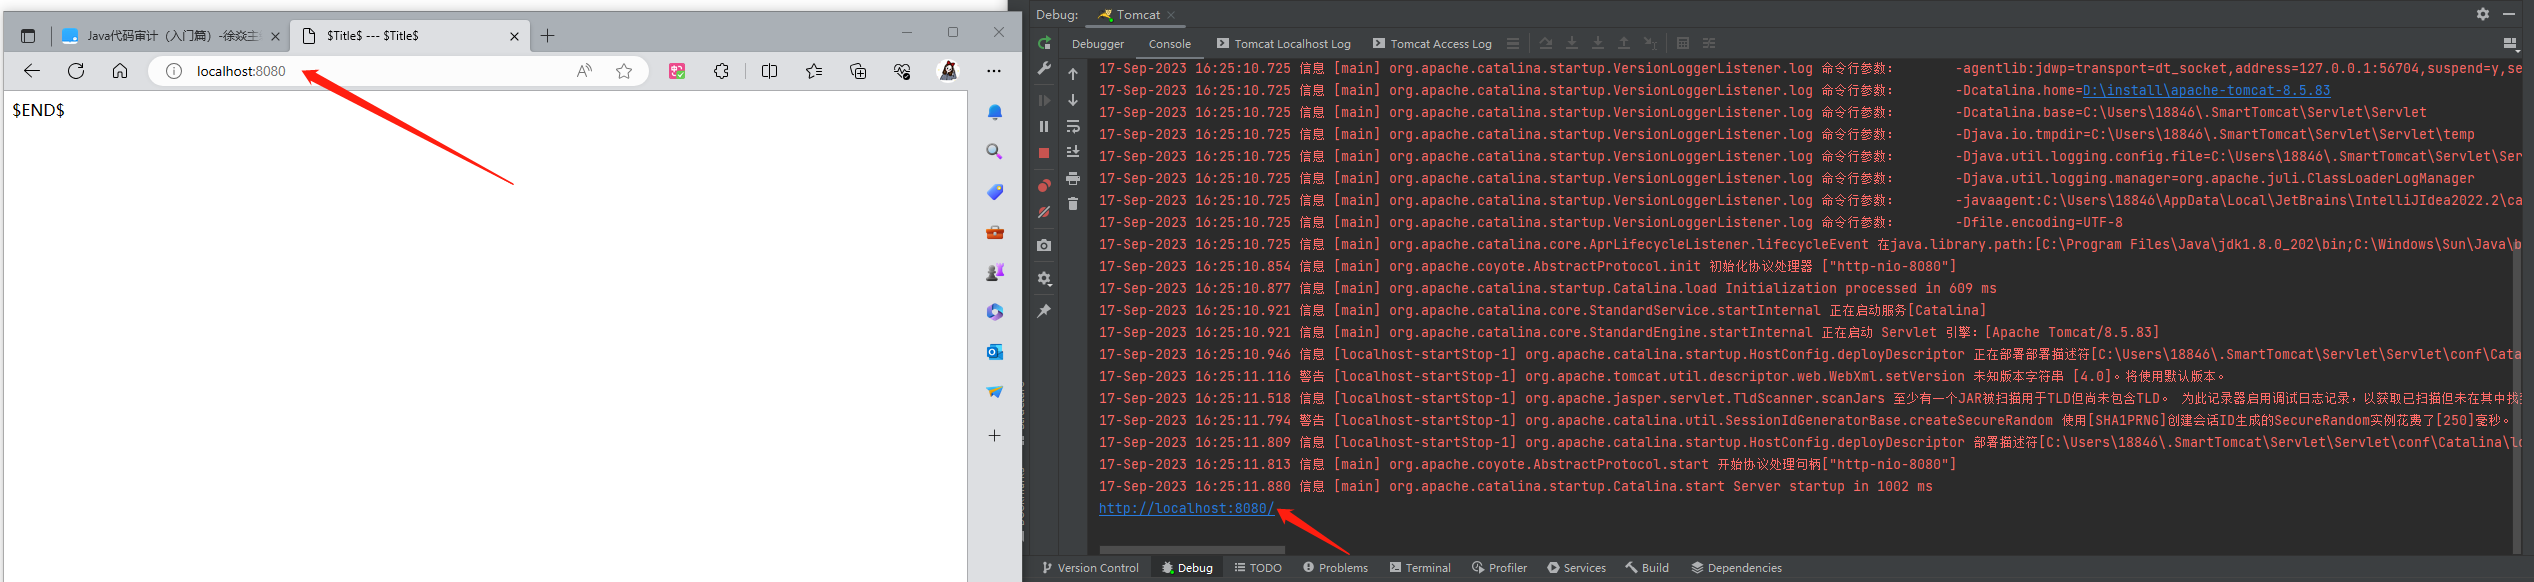 Java代码审计（入门篇）-徐焱主
$Title$ --- $Title$
localhost:8080
$END$
Debug:
Tomcat
Debugger
Console
Tomcat Localhost Log
Tomcat Access Log
17-Sep-2023 16:25:10.725 信息 [main] org.apache.catalina.startup.VersionLoggerListener.log 命令行参数： -agentlib:jdwp=transport=dt_socket,address=127.0.0.1:56704,suspend=y,se
17-Sep-2023 16:25:10.725 信息 [main] org.apache.catalina.startup.VersionLoggerListener.log 命令行参数： -Dcatalina.home=D:\install\apache-tomcat-8.5.83
17-Sep-2023 16:25:10.725 信息 [main] org.apache.catalina.startup.VersionLoggerListener.log 命令行参数： -Dcatalina.base=C:\Users\18846\.SmartTomcat\Servlet\Servlet
17-Sep-2023 16:25:10.725 信息 [main] org.apache.catalina.startup.VersionLoggerListener.log 命令行参数： -Djava.io.tmpdir=C:\Users\18846\.SmartTomcat\Servlet\Servlet\temp
17-Sep-2023 16:25:10.725 信息 [main] org.apache.catalina.startup.VersionLoggerListener.log 命令行参数： -Djava.util.logging.config.file=C:\Users\18846\.SmartTomcat\Servlet\Ser
17-Sep-2023 16:25:10.725 信息 [main] org.apache.catalina.startup.VersionLoggerListener.log 命令行参数： -Djava.util.logging.manager=org.apache.juli.ClassLoaderLogManager
17-Sep-2023 16:25:10.725 信息 [main] org.apache.catalina.startup.VersionLoggerListener.log 命令行参数： -javaagent:C:\Users\18846\AppData\Local\JetBrains\IntelliJIdea2022.2\ca
17-Sep-2023 16:25:10.725 信息 [main] org.apache.catalina.startup.VersionLoggerListener.log 命令行参数： -Dfile.encoding=UTF-8
17-Sep-2023 16:25:10.725 信息 [main] org.apache.catalina.core.AprLifecycleListener.lifecycleEvent 在java.library.path:[C:\Program Files\Java\jdk1.8.0_202\bin;C:\Windows\Sun\Java\b
17-Sep-2023 16:25:10.854 信息 [main] org.apache.coyote.AbstractProtocol.init 初始化协议处理器 ["http-nio-8080"]
17-Sep-2023 16:25:10.877 信息 [main] org.apache.catalina.startup.Catalina.load Initialization processed in 609 ms
17-Sep-2023 16:25:10.921 信息 [main] org.apache.catalina.core.StandardService.startInternal 正在启动服务[Catalina]
17-Sep-2023 16:25:10.921 信息 [main] org.apache.catalina.core.StandardEngine.startInternal 正在启动 Servlet 引擎：[Apache Tomcat/8.5.83]
17-Sep-2023 16:25:10.946 信息 [localhost-startStop-1] org.apache.catalina.startup.HostConfig.deployDescriptor 正在部署部署描述符[C:\Users\18846\.SmartTomcat\Servlet\Servlet\conf\Cata
17-Sep-2023 16:25:11.116 警告 [localhost-startStop-1] org.apache.tomcat.util.descriptor.web.WebXml.setVersion 未知版本字符串 [4.0]。将使用默认版本。
17-Sep-2023 16:25:11.518 信息 [localhost-startStop-1] org.apache.jasper.servlet.TldScanner.scanJars 至少有一个JAR被扫描用于TLD但尚未包含TLD。 为此记录器启用调试日志记录，以获取已扫描但未在其中找
17-Sep-2023 16:25:11.794 警告 [localhost-startStop-1] org.apache.catalina.util.SessionIdGeneratorBase.createSecureRandom 使用[SHA1PRNG]创建会话ID生成的SecureRandom实例花费了[250]毫秒。
17-Sep-2023 16:25:11.809 信息 [localhost-startStop-1] org.apache.catalina.startup.HostConfig.deployDescriptor 部署描述符[C:\Users\18846\.SmartTomcat\Servlet\Servlet\conf\Catalina\lo
17-Sep-2023 16:25:11.813 信息 [main] org.apache.coyote.AbstractProtocol.start 开始协议处理句柄["http-nio-8080"]
17-Sep-2023 16:25:11.880 信息 [main] org.apache.catalina.startup.Catalina.start Server startup in 1002 ms
http://localhost:8080/
Version Control
Debug
TODO
Problems
Terminal
Profiler
Services
Build
Dependencies